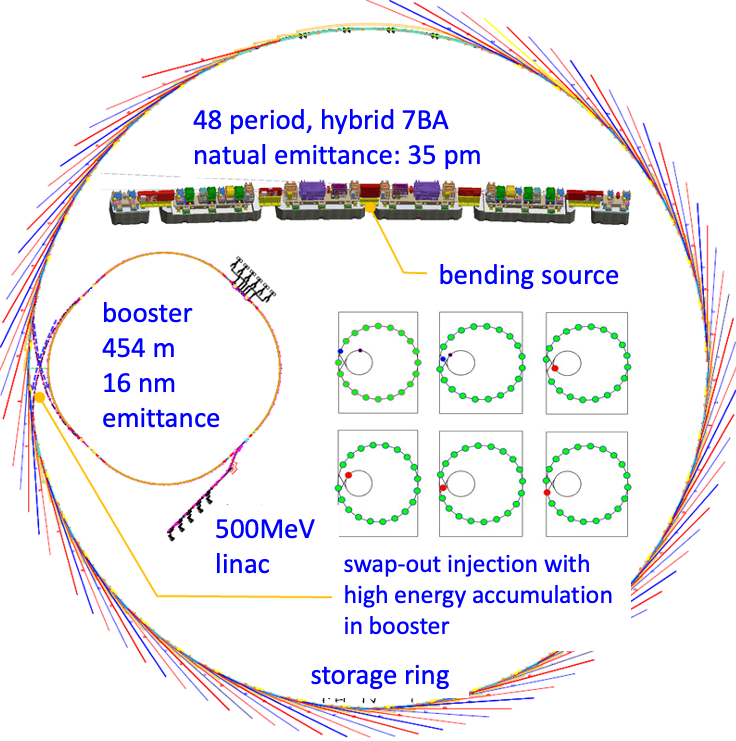 48 period, hybrid 7BA
natual emittance: 35 pm
bending source
booster
454 m
16 nm
emittance
500MeV
linac
swap-out injection with
high energy accumulation
in booster
storage ring